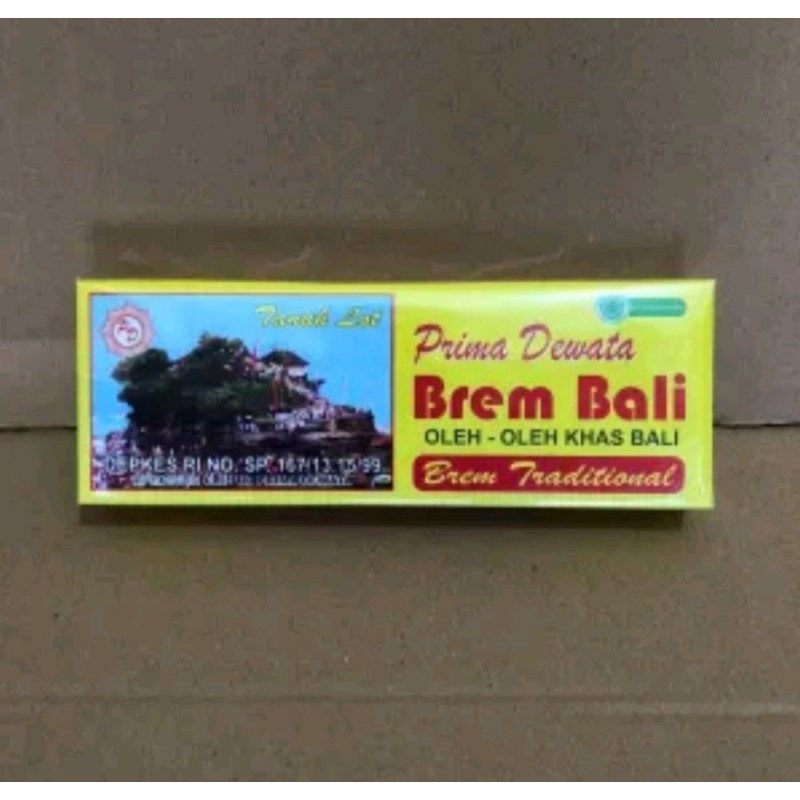 Tanah Lot
DEPKES RI NO. SP. 167/13.15/99
Prima Dewata
Brem Bali
OLEH - OLEH KHAS BALI
Brem Traditional